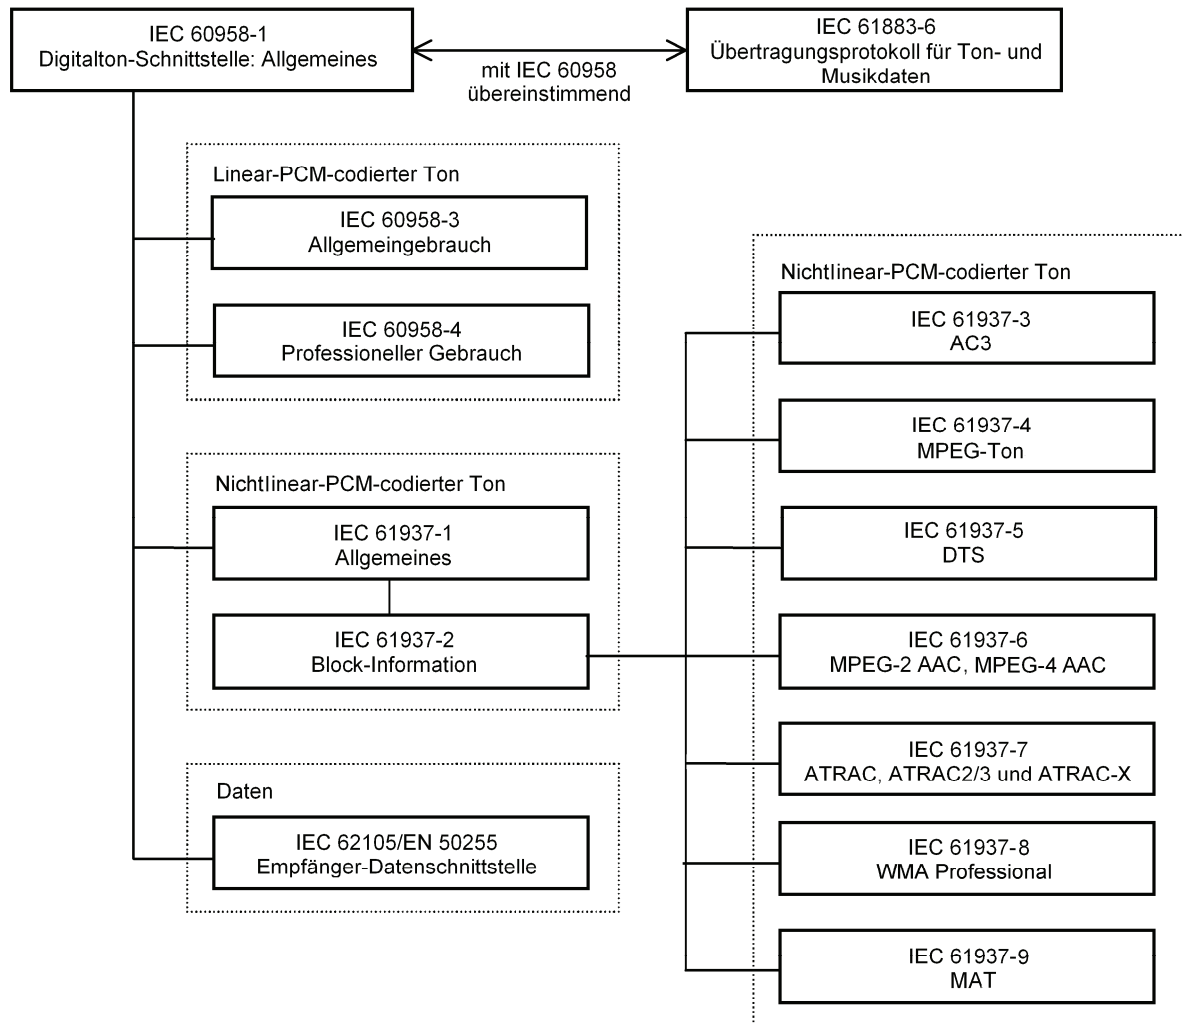 IEC 60958-1
Digitalton-Schnittstelle: Allgemeines
mit IEC 60958
übereinstimmend
IEC 61883-6
Übertragungsprotokoll für Ton- und
Musikdaten
Linear-PCM-codierter Ton
IEC 60958-3
Allgemeingebrauch
IEC 60958-4
Professioneller Gebrauch
Nichtlinear-PCM-codierter Ton
IEC 61937-1
Allgemeines
IEC 61937-2
Block-Information
Daten
IEC 62105/EN 50255
Empfänger-Datenschnittstelle
Nichtlinear-PCM-codierter Ton
IEC 61937-3
AC3
IEC 61937-4
MPEG-Ton
IEC 61937-5
DTS
IEC 61937-6
MPEG-2 AAC, MPEG-4 AAC
IEC 61937-7
ATRAC, ATRAC2/3 und ATRAC-X
IEC 61937-8
WMA Professional
IEC 61937-9
MAT